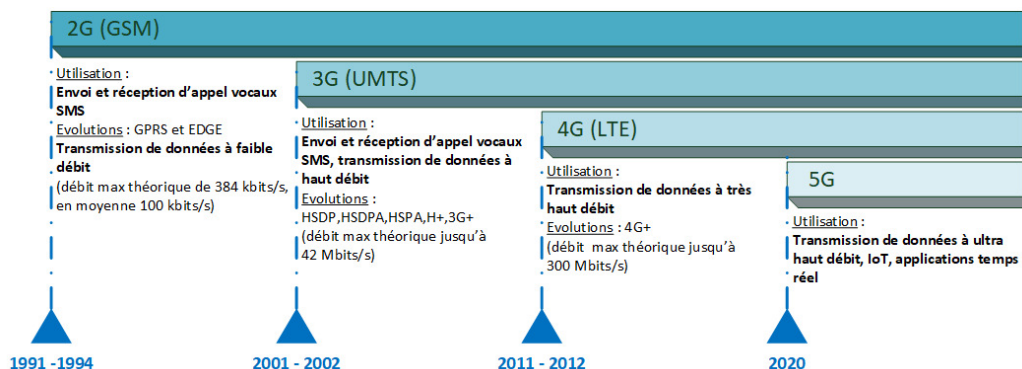 2G (GSM)
Utilisation :
Envoi et réception d'appel vocaux
SMS
Evolutions : GPRS et EDGE
Transmission de données à faible
débit
(débit max théorique de 384 kbits/s,
en moyenne 100 kbits/s)
3G (UMTS)
Utilisation :
Envoi et réception d'appel vocaux
SMS, transmission de données à
haut débit
Evolutions :
HSDP,HSDPA,HSPA,H+,3G+
(débit max théorique jusqu'à
42 Mbits/s)
4G (LTE)
Utilisation :
Transmission de données à très
haut débit
Evolutions : 4G+
(débit max théorique jusqu'à
300 Mbits/s)
5G
Utilisation :
Transmission de données à ultra
haut débit, IoT, applications temps
réel
1991 -1994
2001 - 2002
2011 - 2012
2020